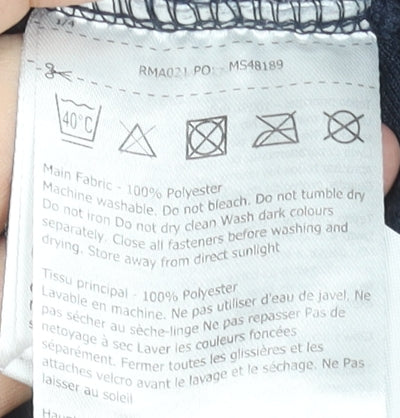 1/4
RMA021 PO: MS48189
40°C
Main Fabric - 100% Polyester
Machine washable. Do not bleach. Do not tumble dry
Do not iron Do not dry clean Wash dark colours
separately. Close all fasteners before washing and
drying. Store away from direct sunlight
Tissu principal - 100% Polyester
Lavable en machine. Ne pas utiliser d'eau de javel. Ne
pas sécher au sèche-linge Ne pas repasser Pas de
netoyage à sec Laver les couleurs foncées
séparément. Fermer toutes les glissières et les
attaches velcro avant le lavage et le séchage. Ne Pas
laisser au soleil